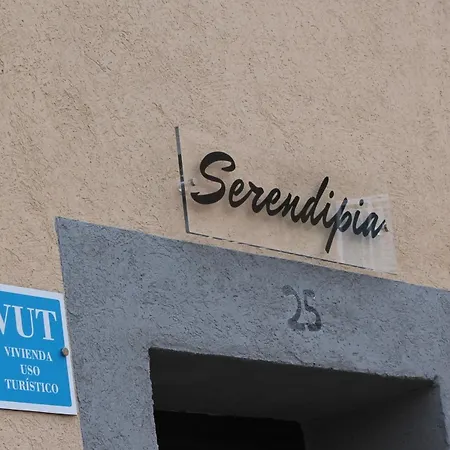 Serendipia
25
VUT
VIVIENDA
USO
TURÍSTICO